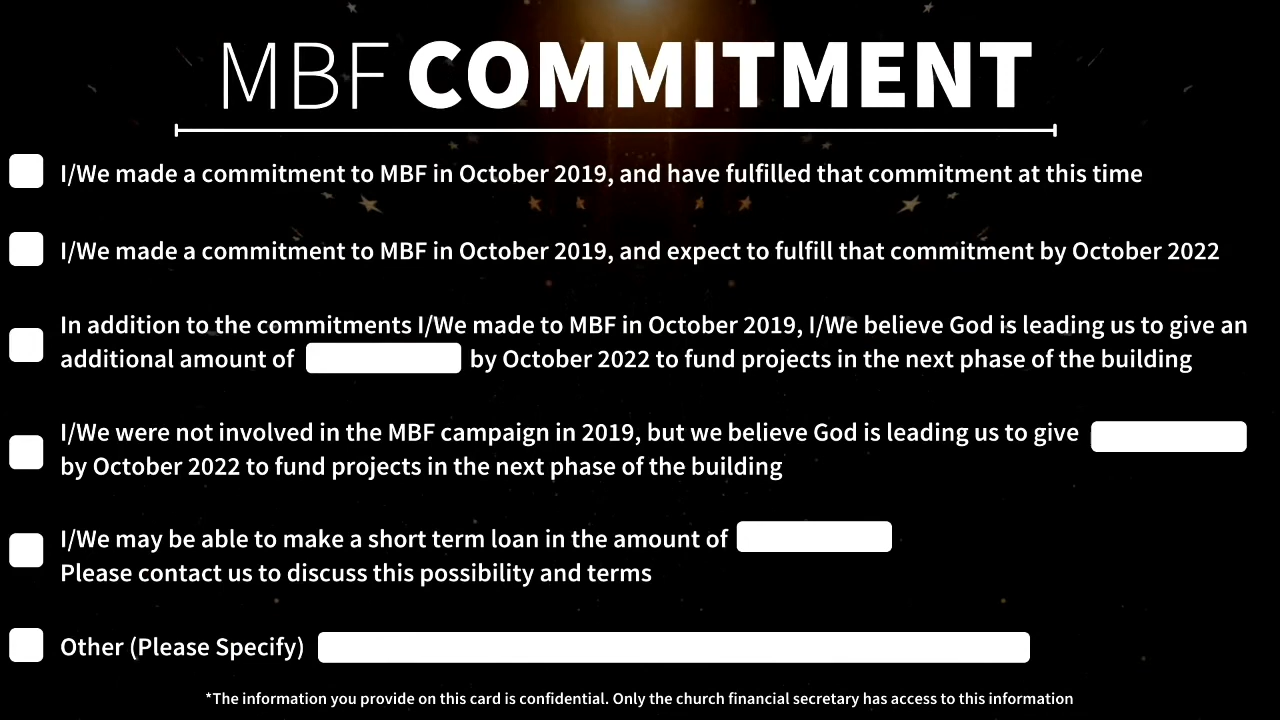 MBF COMMITMENT
I/We made a commitment to MBF in October 2019, and have fulfilled that commitment at this time
I/We made a commitment to MBF in October 2019, and expect to fulfill that commitment by October 2022
In addition to the commitments I/We made to MBF in October 2019, I/We believe God is leading us to give an
additional amount of by October 2022 to fund projects in the next phase of the building
I/We were not involved in the MBF campaign in 2019, but we believe God is leading us to give
by October 2022 to fund projects in the next phase of the building
I/We may be able to make a short term loan in the amount of
Please contact us to discuss this possibility and terms
Other (Please Specify)
*The information you provide on this card is confidential. Only the church financial secretary has access to this information